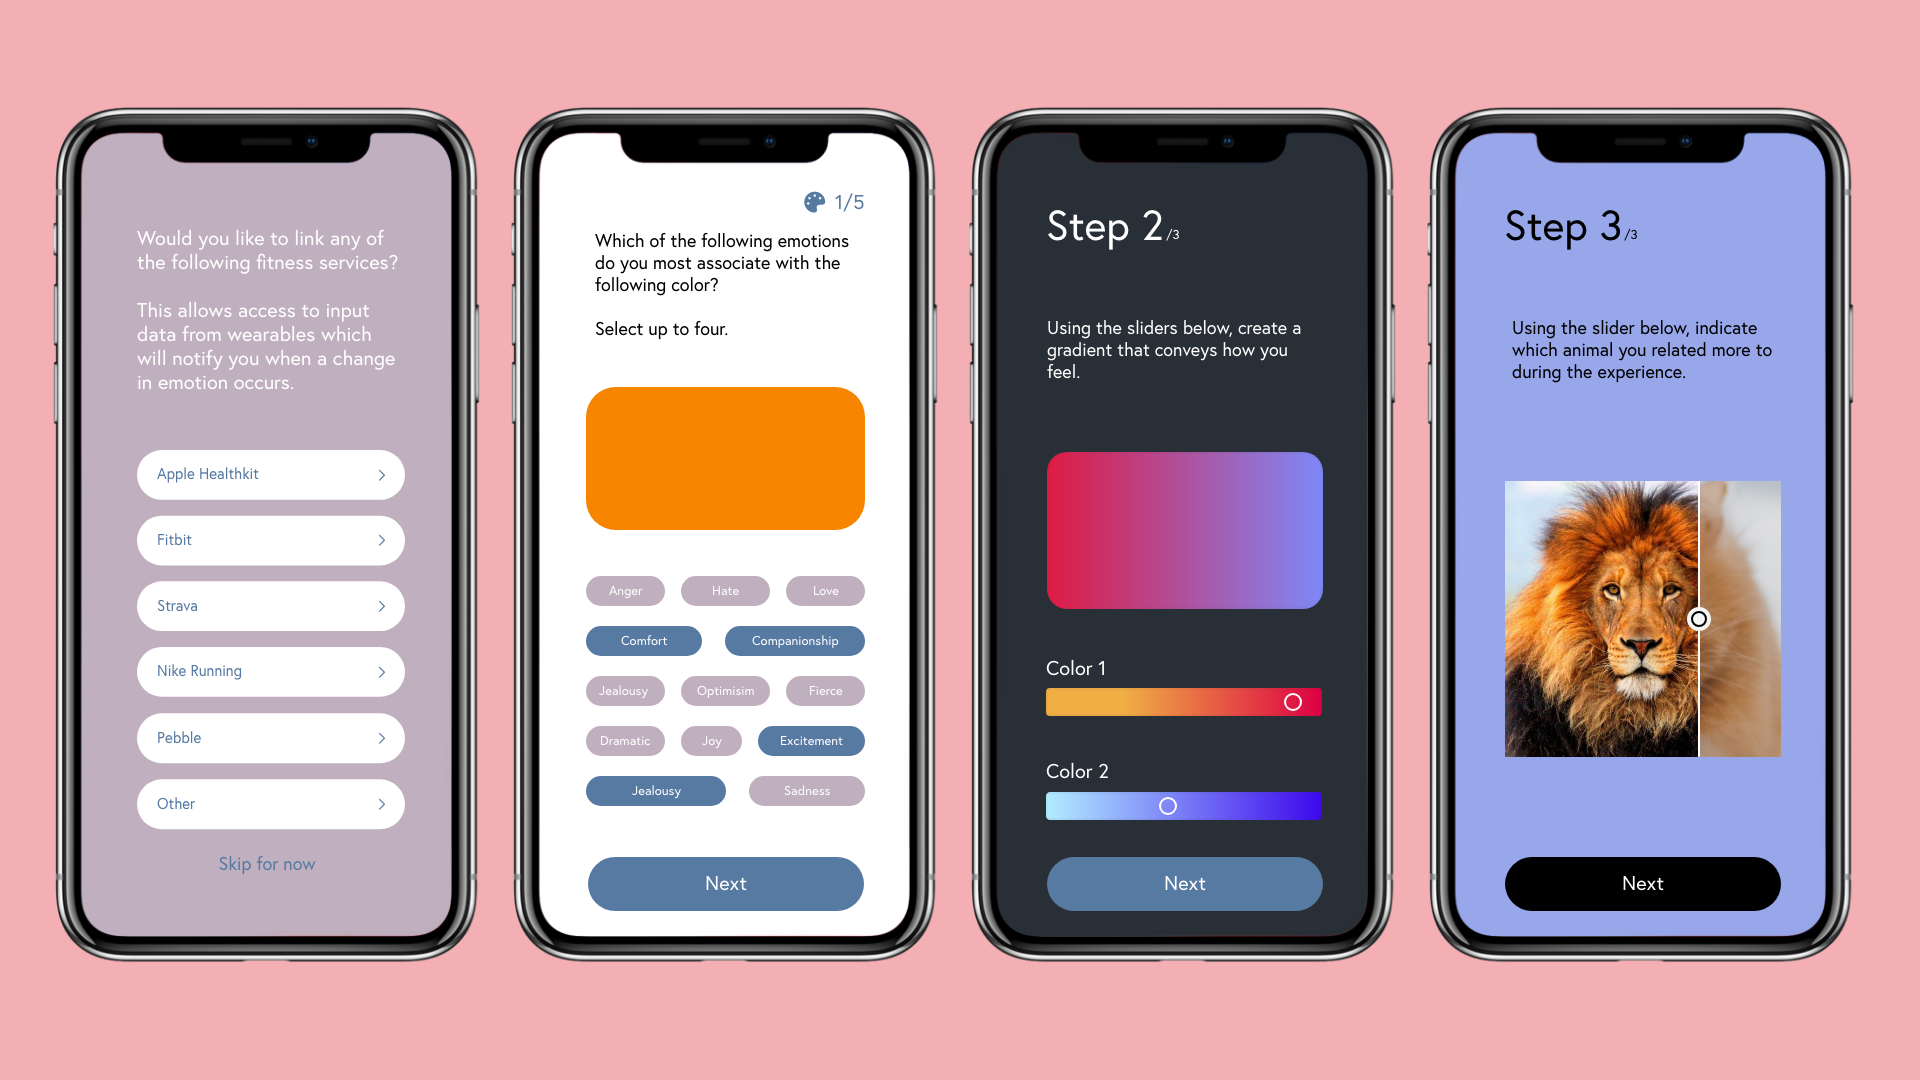 Would you like to link any of
the following fitness services?
This allows access to input
data from wearables which
will notify you when a change
in emotion occurs.
Apple Healthkit
Fitbit
Strava
Nike Running
Pebble
Other
Skip for now
1/5
Which of the following emotions
do you most associate with the
following color?
Select up to four.
Anger Hate Love
Comfort Companionship
Jealousy Optimisim Fierce
Dramatic Joy Excitement
Jealousy Sadness
Next
Step 2/3
Using the sliders below, create a
gradient that conveys how you
feel.
Color 1
Color 2
Next
Step 3/3
Using the slider below, indicate
which animal you related more to
during the experience.
Next